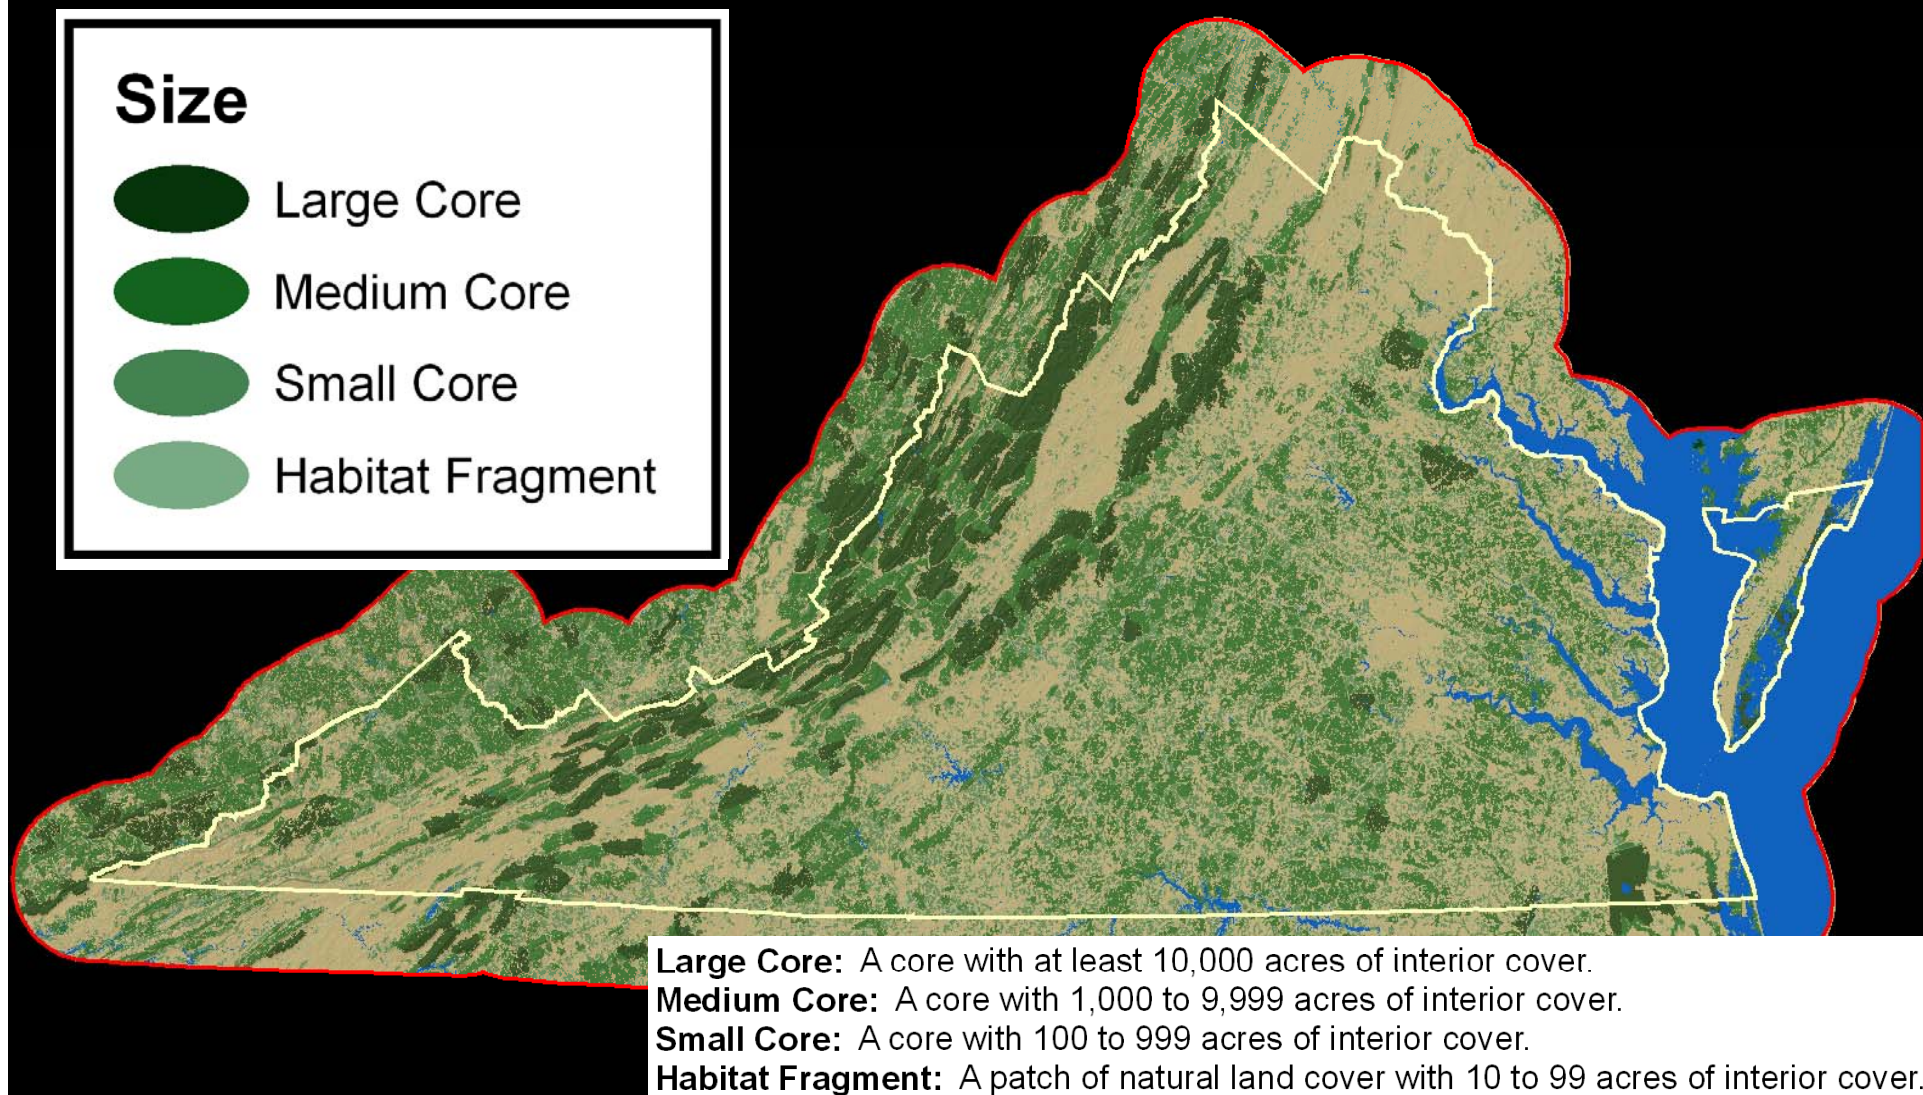 Size
Large Core
Medium Core
Small Core
Habitat Fragment
Large Core: A core with at least 10,000 acres of interior cover.
Medium Core: A core with 1,000 to 9,999 acres of interior cover.
Small Core: A core with 100 to 999 acres of interior cover.
Habitat Fragment: A patch of natural land cover with 10 to 99 acres of interior cover.